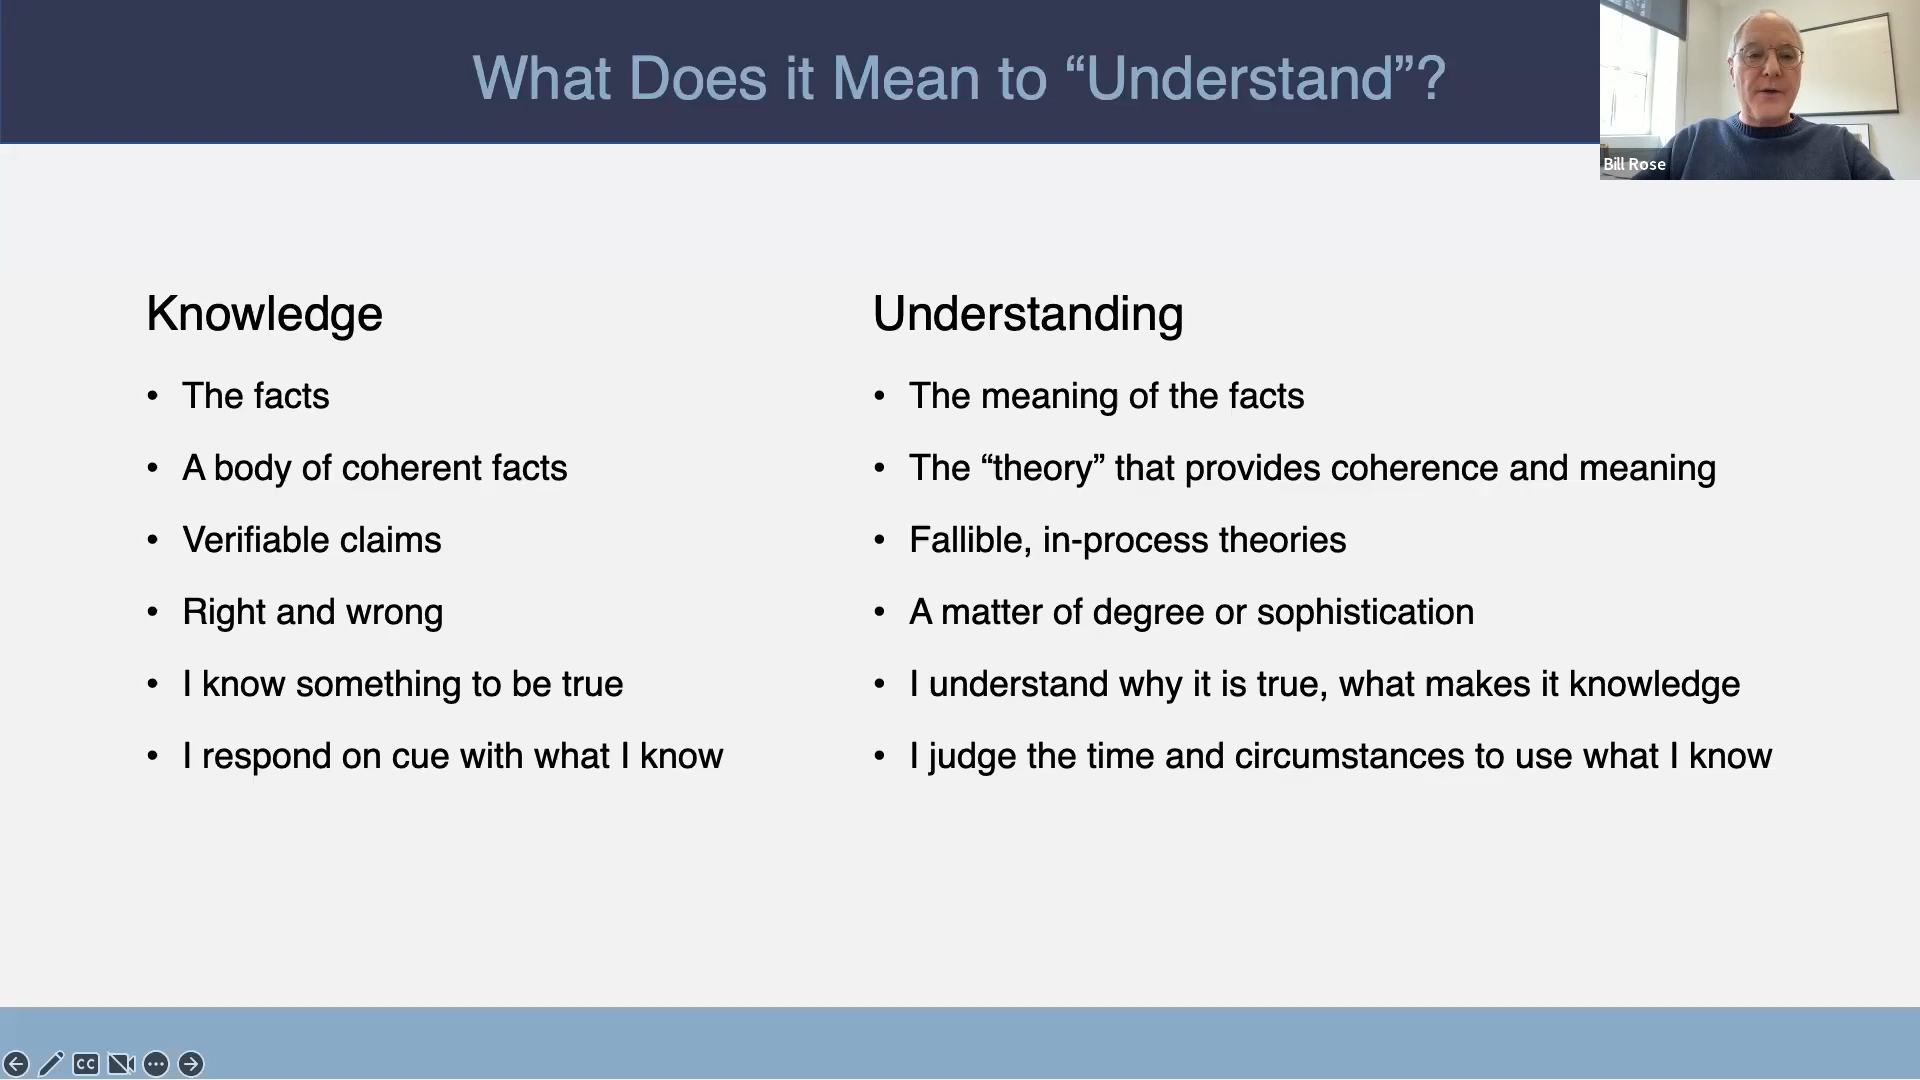 What Does it Mean to “Understand”?
Bill Rose
Knowledge
• The facts
• A body of coherent facts
• Verifiable claims
• Right and wrong
• I know something to be true
• I respond on cue with what I know
Understanding
• The meaning of the facts
• The “theory” that provides coherence and meaning
• Fallible, in-process theories
• A matter of degree or sophistication
• I understand why it is true, what makes it knowledge
• I judge the time and circumstances to use what I know
CC